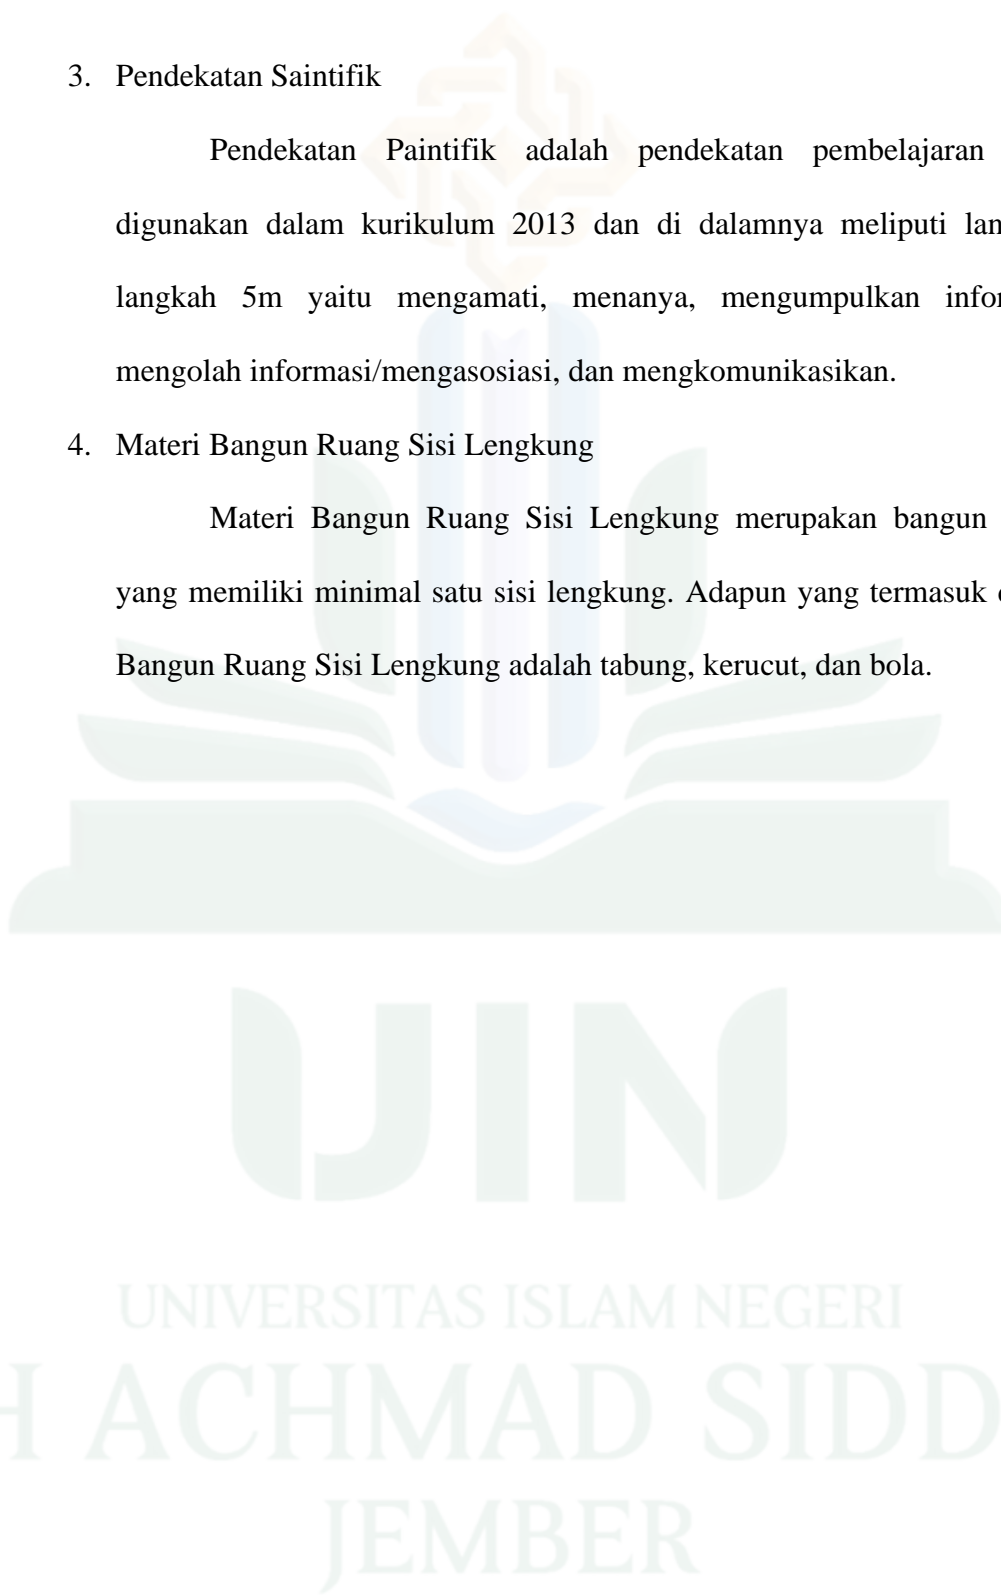 3. Pendekatan Saintifik
Pendekatan Paintifik adalah pendekatan pembelajaran
digunakan dalam kurikulum 2013 dan di dalamnya meliputi lan
langkah 5m yaitu mengamati, menanya, mengumpulkan infor
mengolah informasi/mengasosiasi, dan mengkomunikasikan.
4. Materi Bangun Ruang Sisi Lengkung
Materi Bangun Ruang Sisi Lengkung merupakan bangun
yang memiliki minimal satu sisi lengkung. Adapun yang termasuk
Bangun Ruang Sisi Lengkung adalah tabung, kerucut, dan bola.
UIN
UNIVERSITAS ISLAM NEGERI
H ACHMAD SIDD
JEMBER